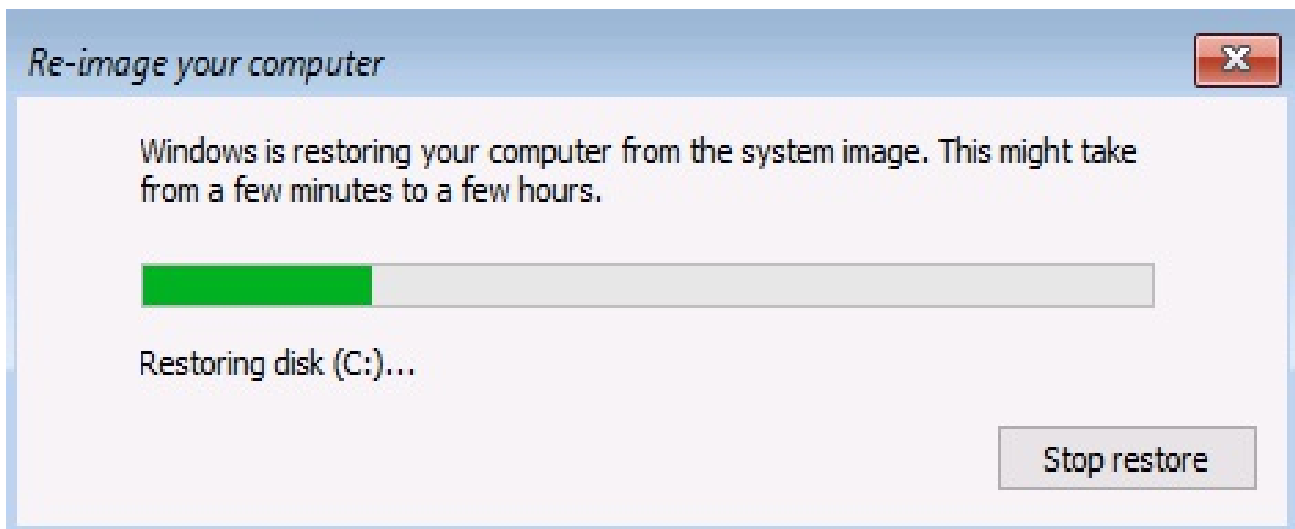 Re-image your computer
Windows is restoring your computer from the system image. This might take
from a few minutes to a few hours.
Restoring disk (C:)...
Stop restore